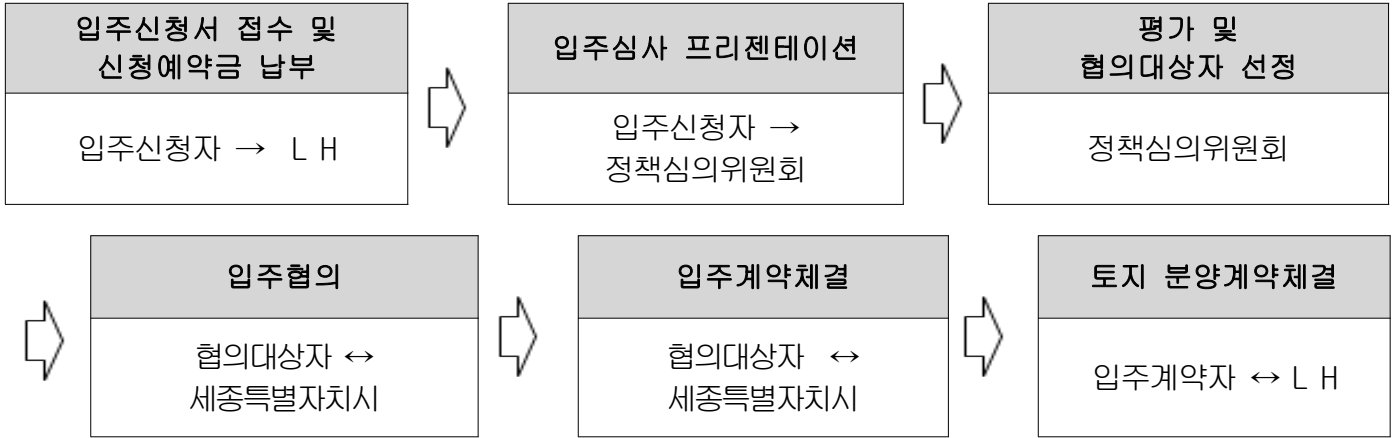 입주신청서 접수 및
신청예약금 납부
입주신청자 → L H
입주심사 프리젠테이션
입주신청자 →
정책심의위원회
평가 및
협의대상자 선정
정책심의위원회
입주협의
협의대상자 ↔
세종특별자치시
입주계약체결
협의대상자 ↔
세종특별자치시
토지 분양계약체결
입주계약자 ↔ L H